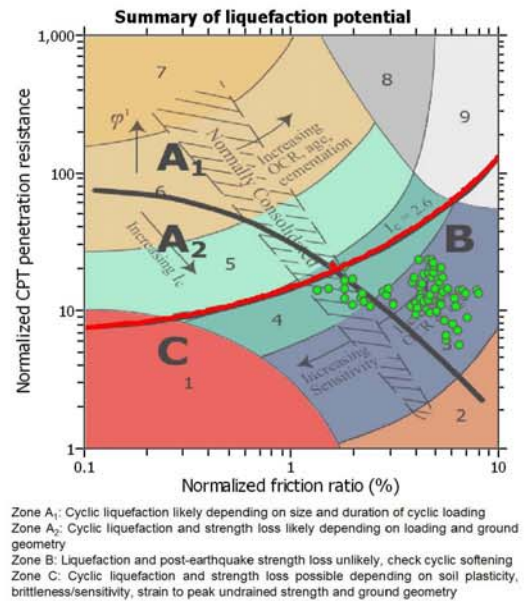 Summary of liquefaction potential
1,000
100
10
1
Normalized CPT penetration resistance
7
8
9
φ'
A1
Increasing
OCR, age,
cementation
Normally Consolidated
6
A2
Increasing Ic
5
Ic = 2.6
B
4
C
1
Increasing
Sensitivity
OCR
3
2
0.1
1
10
Normalized friction ratio (%)
Zone A1: Cyclic liquefaction likely depending on size and duration of cyclic loading
Zone A2: Cyclic liquefaction and strength loss likely depending on loading and ground
geometry
Zone B: Liquefaction and post-earthquake strength loss unlikely, check cyclic softening
Zone C: Cyclic liquefaction and strength loss possible depending on soil plasticity,
brittleness/sensitivity, strain to peak undrained strength and ground geometry